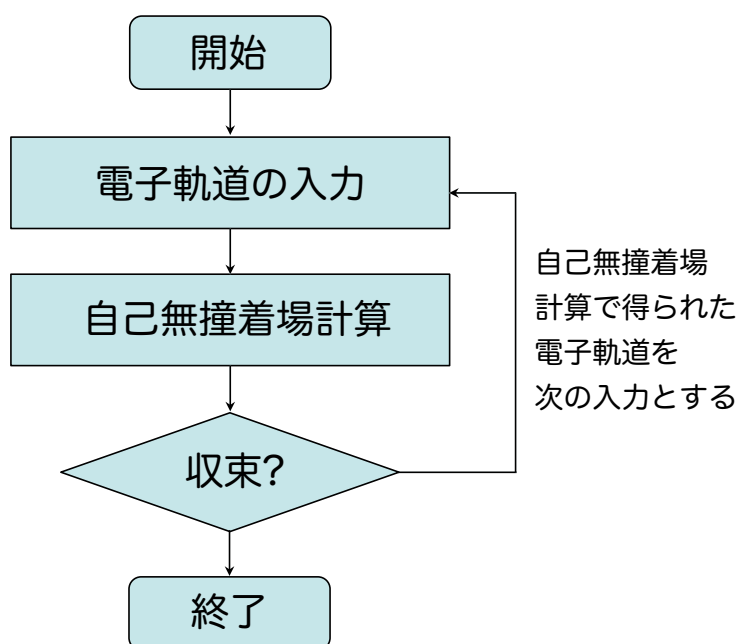 開始
電子軌道の入力
自己無撞着場計算
自己無撞着場
計算で得られた
電子軌道を
次の入力とする
収束?
終了